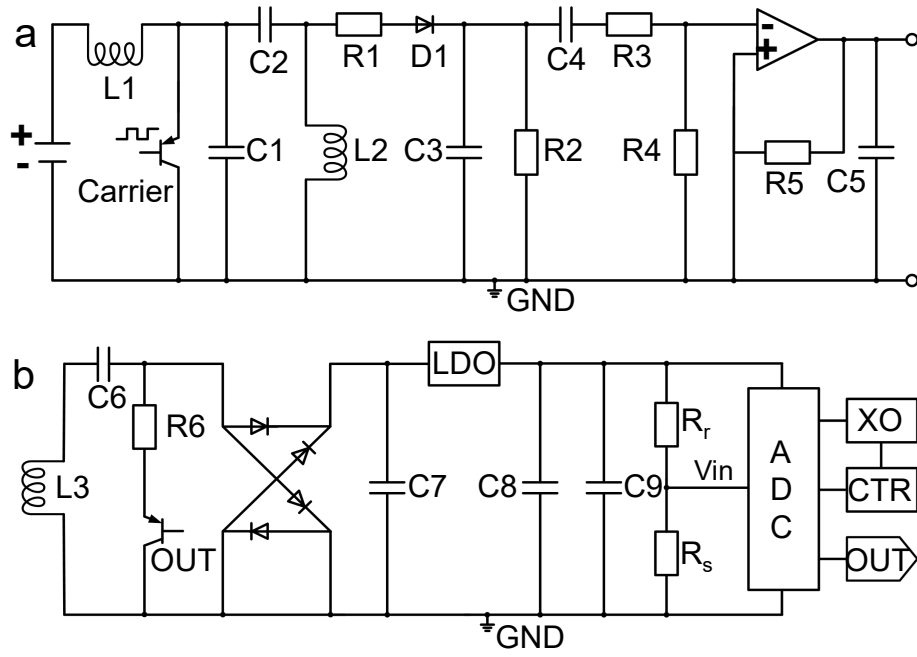 a
C2
R1
D1
C4
R3
-
+
L1
+
-
Carrier
C1
L2
C3
R2
R4
R5
C5
GND
b
C6
LDO
R6
L3
OUT
C7
C8
C9
Rr
Vin
Rs
ADC
XO
CTR
OUT
GND